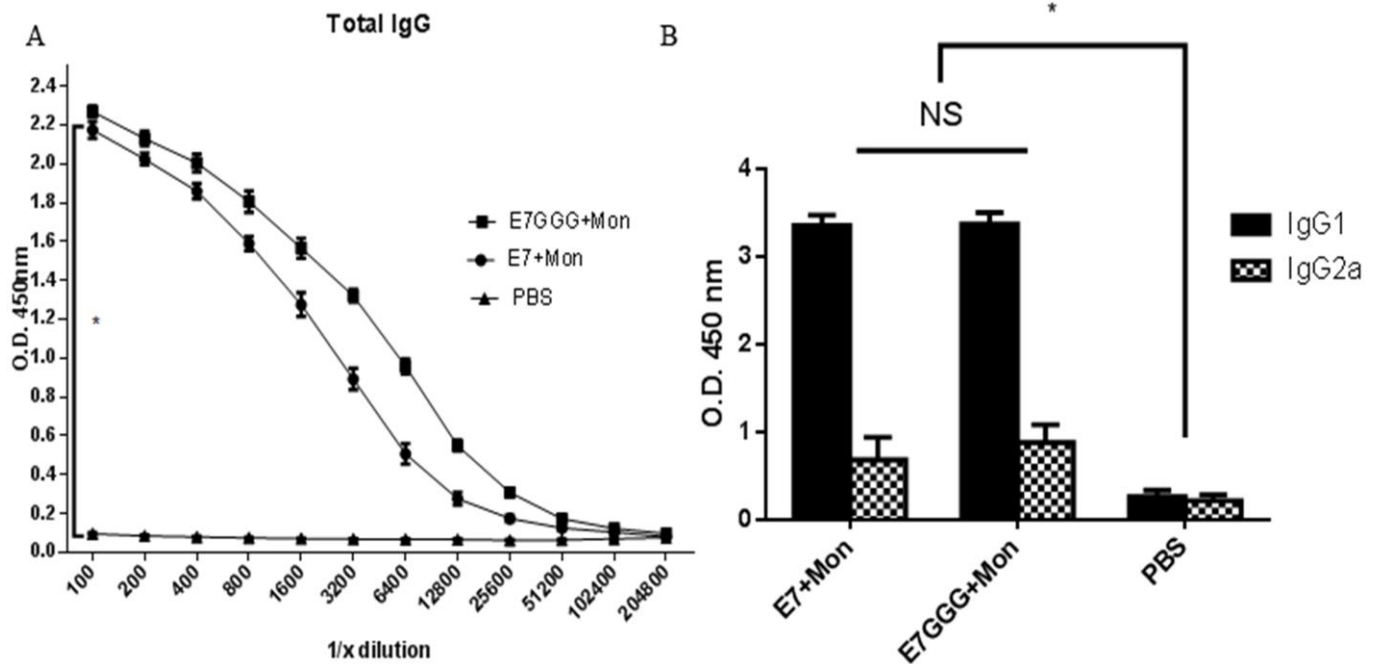 A
Total IgG
2.4
2.2
2.0
1.8
1.6
1.4
1.2
1.0
0.8
0.6
0.4
0.2
0.0
O.D. 450nm
*
E7GGG+Mon
E7+Mon
PBS
100
200
400
800
1600
3200
6400
12800
25600
51200
102400
204800
1/x dilution
B
*
NS
4
3
2
1
0
O.D. 450 nm
IgG1
IgG2a
E7+Mon
E7GGG+Mon
PBS